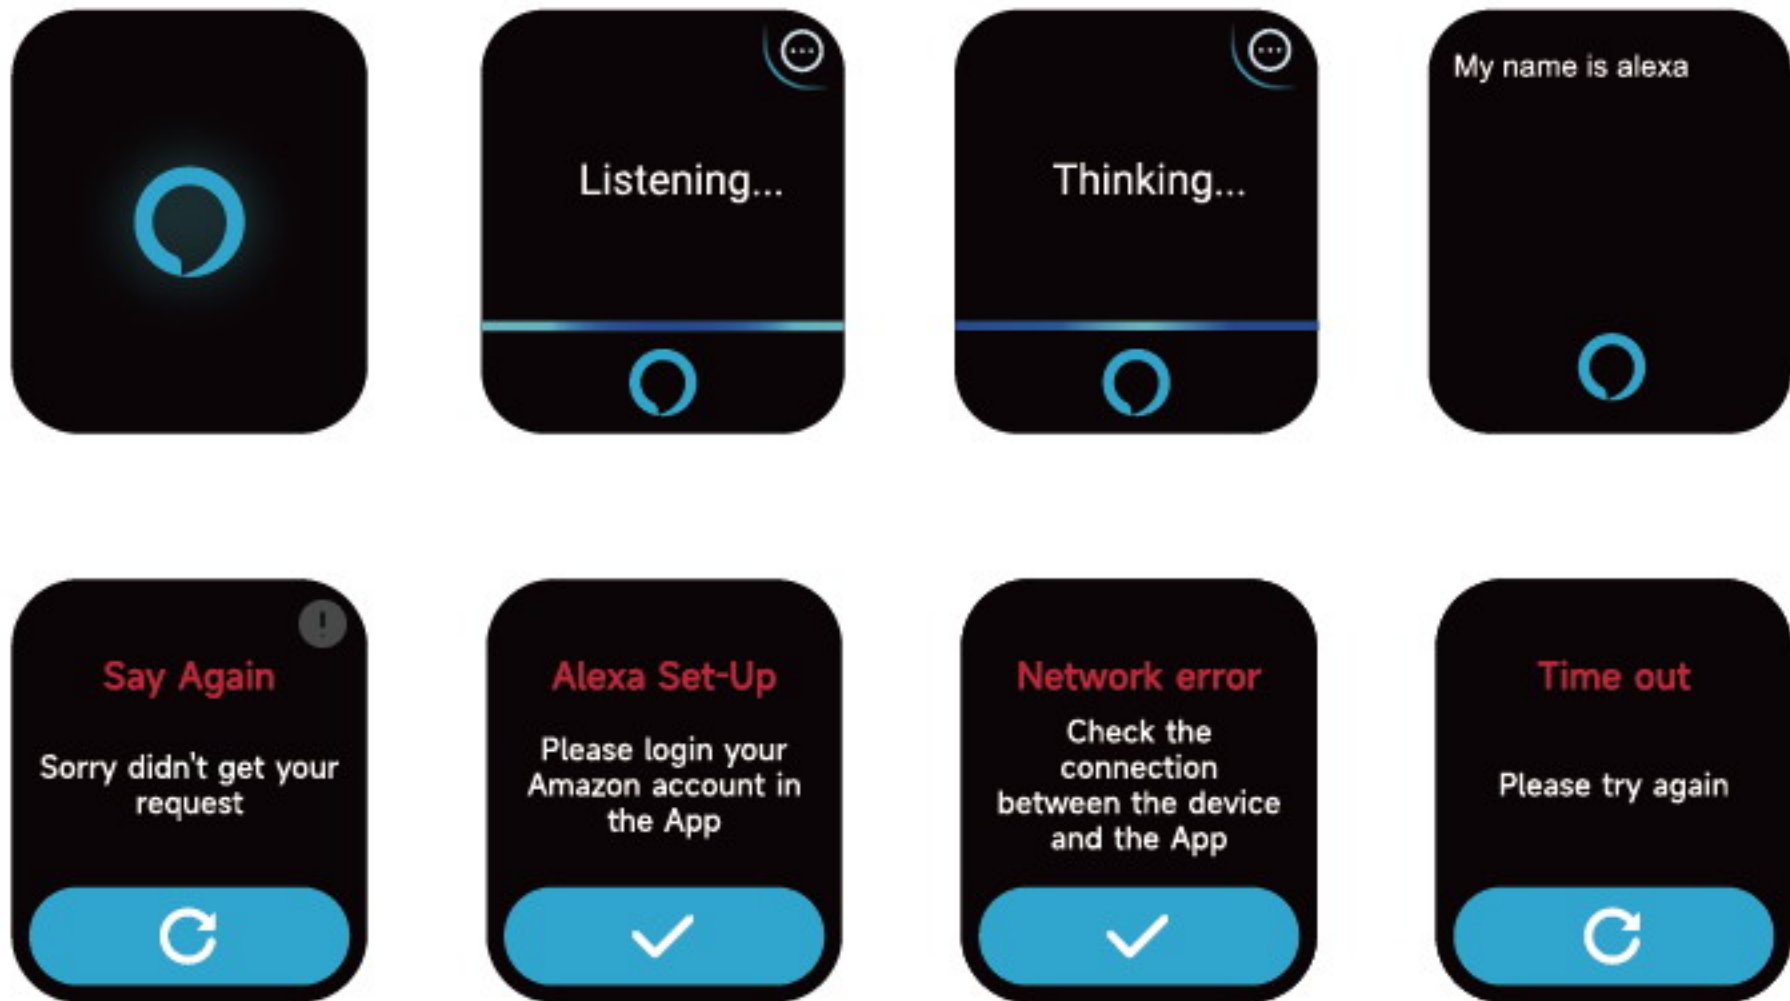 Listening...
Thinking...
My name is alexa
Say Again
Sorry didn't get your
request
Alexa Set-Up
Please login your
Amazon account in
the App
Network error
Check the
connection
between the device
and the App
Time out
Please try again